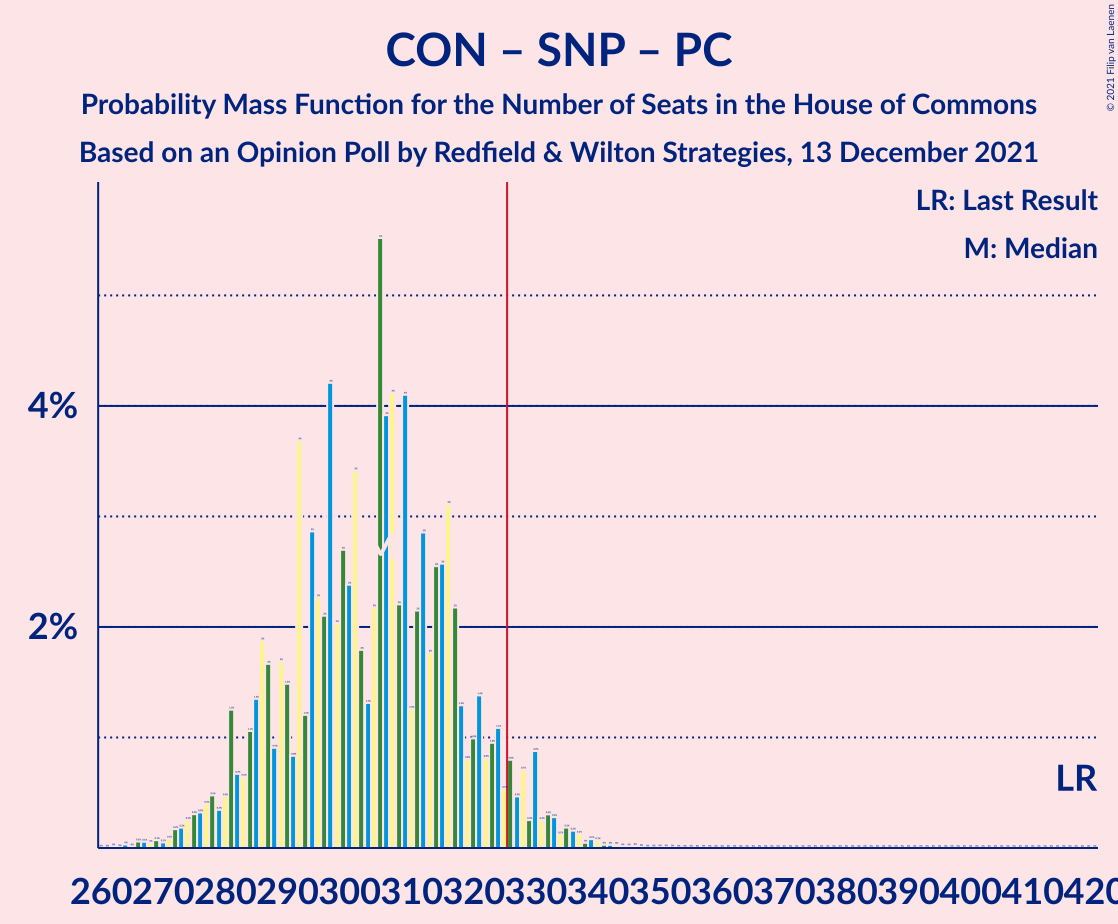 CON – SNP – PC
Probability Mass Function for the Number of Seats in the House of Commons
Based on an Opinion Poll by Redfield & Wilton Strategies, 13 December 2021
© 2021 Filip van Laenen
LR: Last Result
M: Median
4%
2%
LR
260270280290300310320330340350360370380390400410420